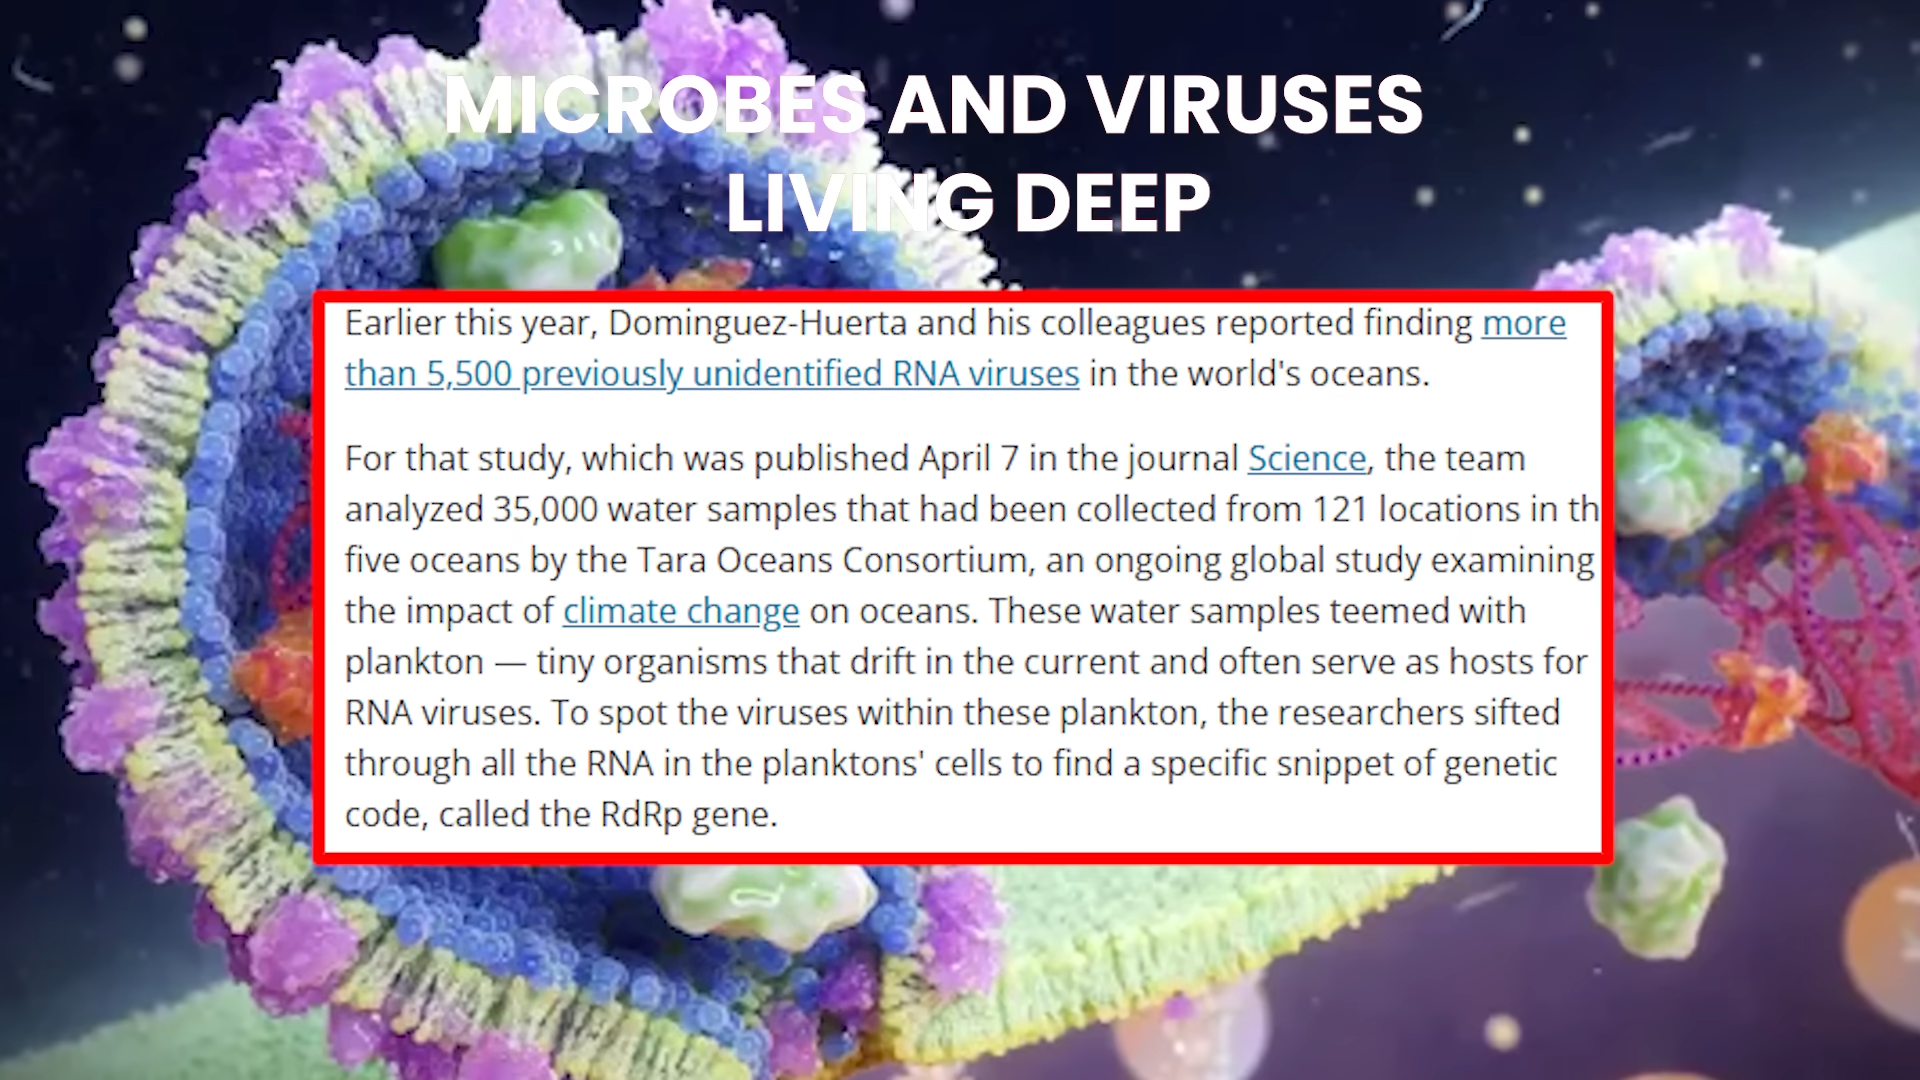 MICROBES AND VIRUSES
LIVING DEEP
Earlier this year, Dominguez-Huerta and his colleagues reported finding more
than 5,500 previously unidentified RNA viruses in the world's oceans.
For that study, which was published April 7 in the journal Science, the team
analyzed 35,000 water samples that had been collected from 121 locations in th
five oceans by the Tara Oceans Consortium, an ongoing global study examining
the impact of climate change on oceans. These water samples teemed with
plankton — tiny organisms that drift in the current and often serve as hosts for
RNA viruses. To spot the viruses within these plankton, the researchers sifted
through all the RNA in the planktons' cells to find a specific snippet of genetic
code, called the RdRp gene.